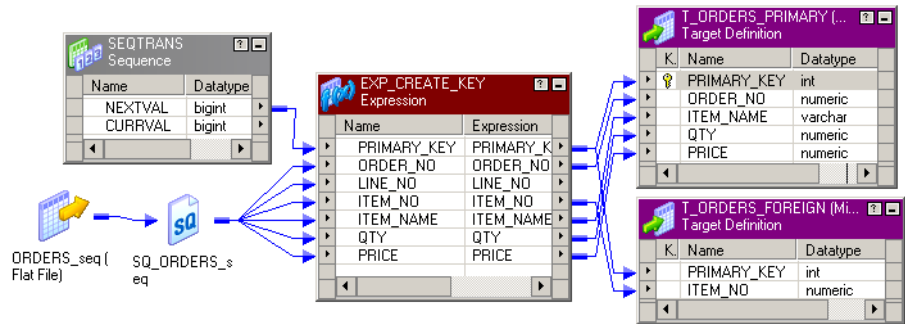 SEQTRANS
Sequence
Name Datatype
NEXTVAL bigint
CURRVAL bigint
ORDERS_seq (
Flat File)
SQ_ORDERS_s
eq
SQ
f(x)
EXP_CREATE_KEY
Expression
Name Expression
PRIMARY_KEY PRIMARY_K
ORDER_NO ORDER_NO
LINE_NO LINE_NO
ITEM_NO ITEM_NO
ITEM_NAME ITEM_NAME
QTY QTY
PRICE PRICE
T_ORDERS_PRIMARY (...
Target Definition
K. Name Datatype
PRIMARY_KEY int
ORDER_NO numeric
ITEM_NAME varchar
QTY numeric
PRICE numeric
T_ORDERS_FOREIGN (Mi...
Target Definition
K. Name Datatype
PRIMARY_KEY int
ITEM_NO numeric